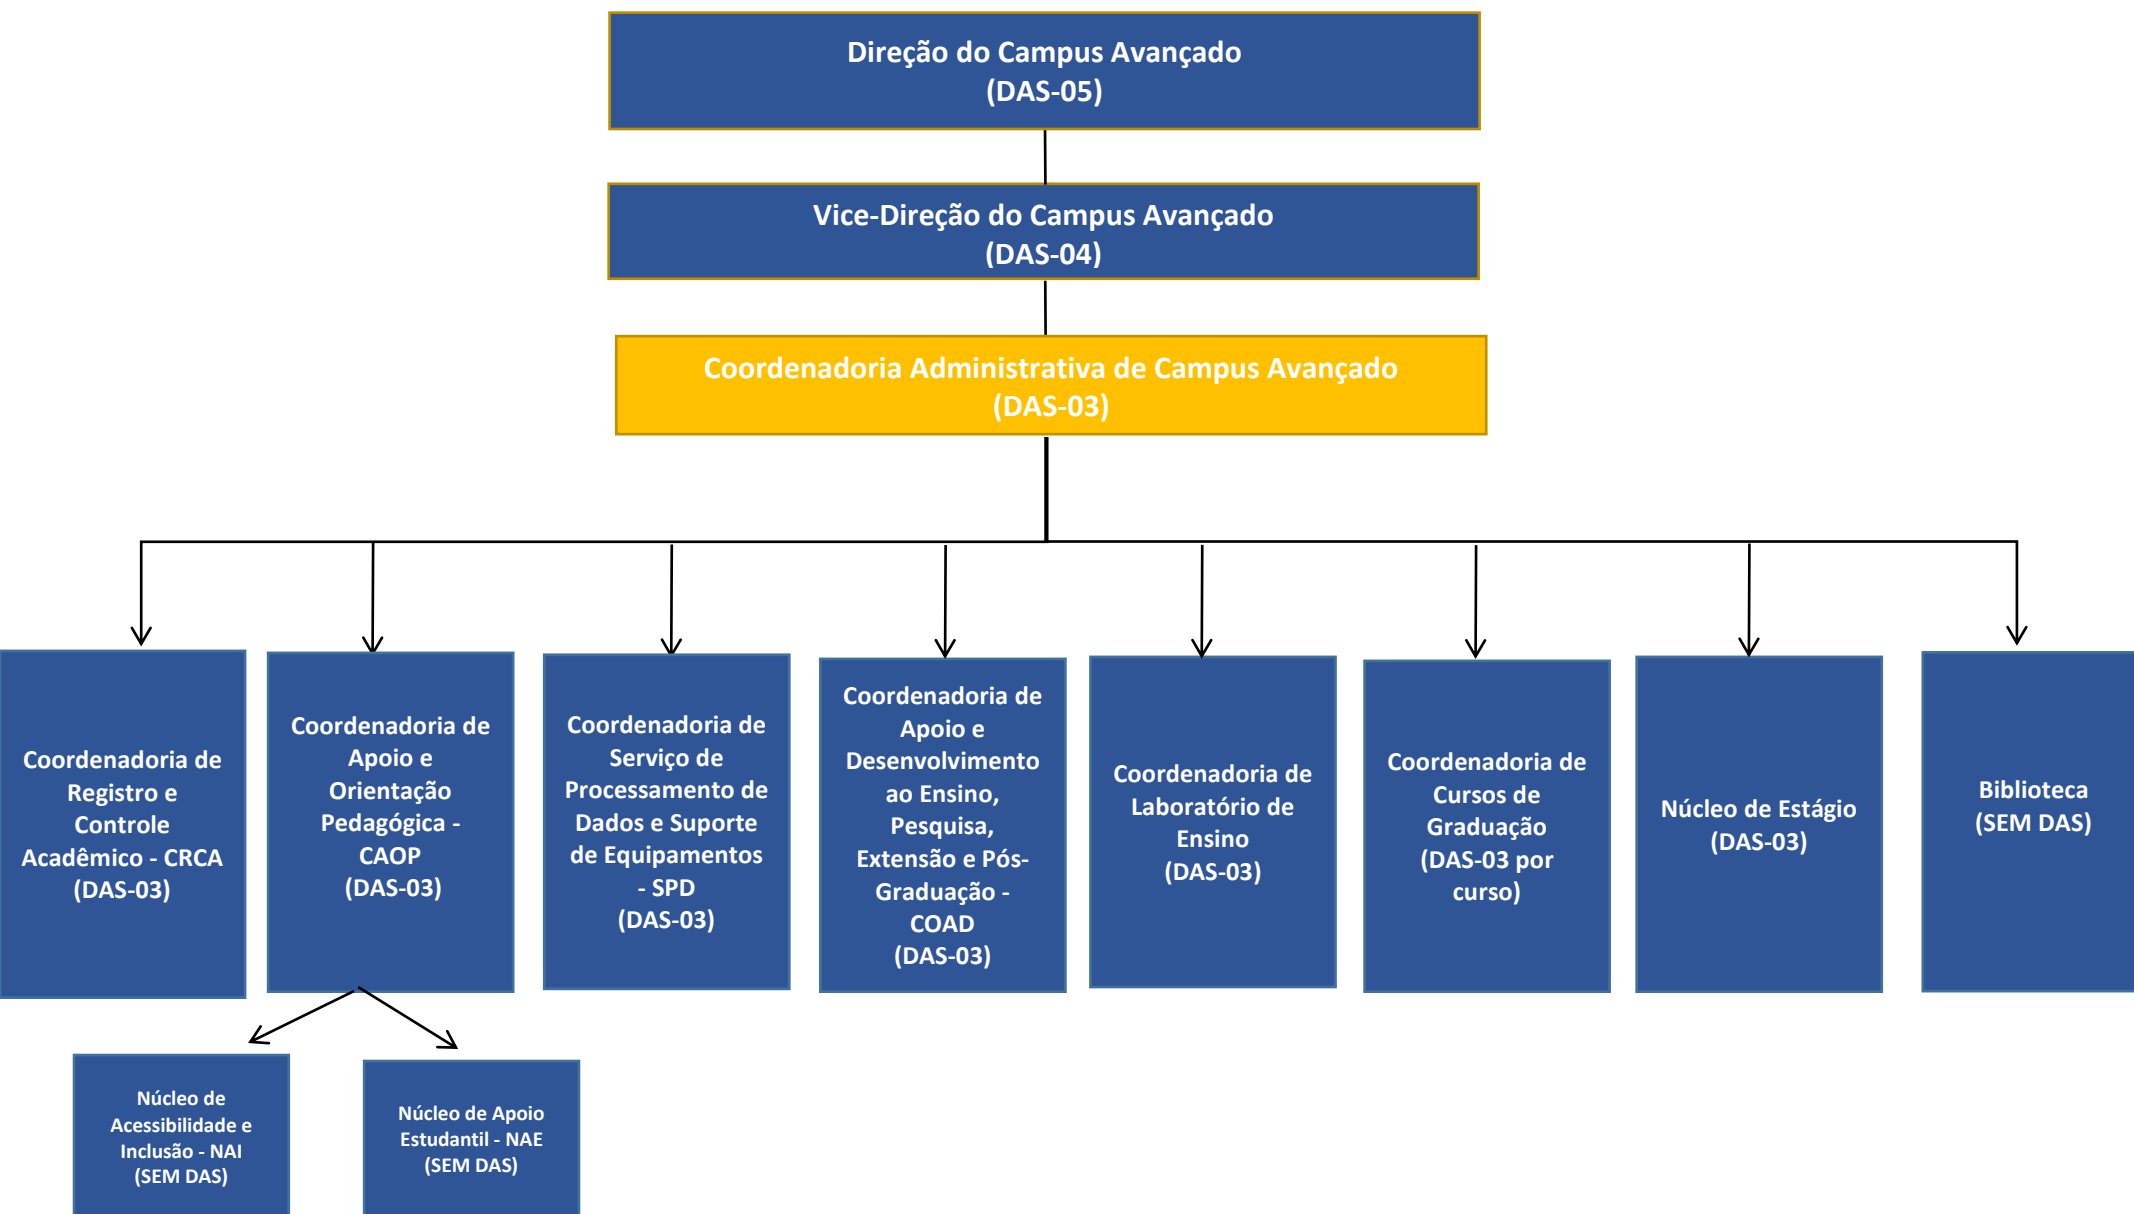 Direção do Campus Avançado
(DAS-05)
Vice-Direção do Campus Avançado
(DAS-04)
Coordenadoria Administrativa de Campus Avançado
(DAS-03)
Coordenadoria de
Registro e
Controle
Acadêmico - CRCA
(DAS-03)
Coordenadoria de
Apoio e
Orientação
Pedagógica -
CAOP
(DAS-03)
Coordenadoria de
Serviço de
Processamento de
Dados e Suporte
de Equipamentos
- SPD
(DAS-03)
Coordenadoria de
Apoio e
Desenvolvimento
ao Ensino,
Pesquisa,
Extensão e Pós-
Graduação -
COAD
(DAS-03)
Coordenadoria de
Laboratório de
Ensino
(DAS-03)
Coordenadoria de
Cursos de
Graduação
(DAS-03 por
curso)
Núcleo de Estágio
(DAS-03)
Biblioteca
(SEM DAS)
Núcleo de
Acessibilidade e
Inclusão - NAI
(SEM DAS)
Núcleo de Apoio
Estudantil - NAE
(SEM DAS)